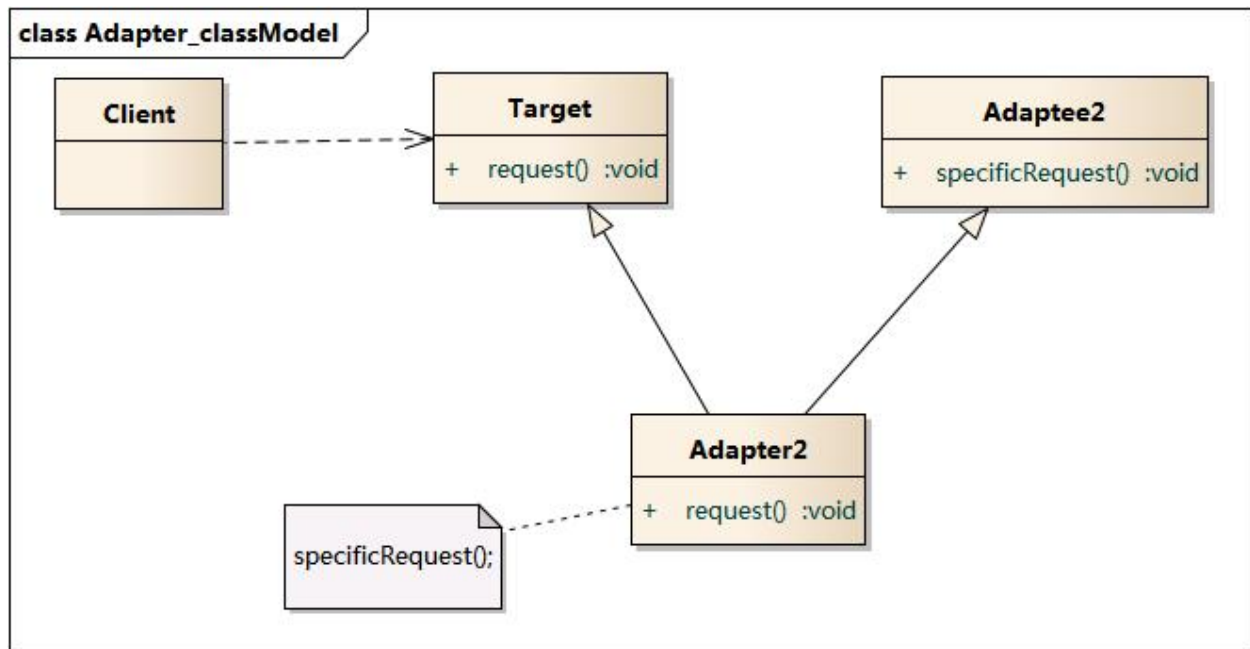 class Adapter_classModel
Client
Target
+ request() :void
Adaptee2
+ specificRequest() :void
Adapter2
+ request() :void
specificRequest();